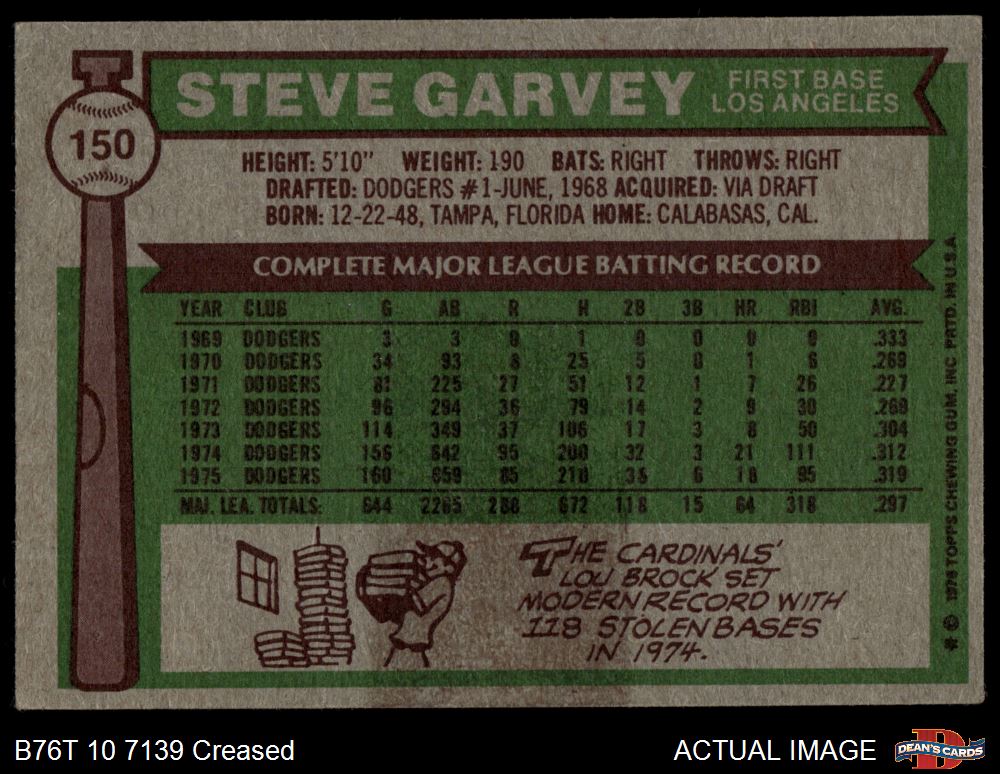 STEVE GARVEY
FIRST BASE
LOS ANGELES
150
HEIGHT: 5'10" WEIGHT: 190 BATS: RIGHT THROWS: RIGHT
DRAFTED: DODGERS #1-JUNE, 1968 ACQUIRED: VIA DRAFT
BORN: 12-22-48, TAMPA, FLORIDA HOME: CALABASAS, CAL.
COMPLETE MAJOR LEAGUE BATTING RECORD
YEAR CLUB G AB R H 2B 3B HR RBI AVG.
1969 DODGERS 3 3 0 1 0 0 0 0 .333
1970 DODGERS 34 93 8 25 5 0 1 6 .269
1971 DODGERS 81 225 27 51 12 1 7 26 .227
1972 DODGERS 96 294 36 79 14 2 9 30 .269
1973 DODGERS 114 349 37 106 17 3 8 50 .304
1974 DODGERS 156 642 95 200 32 3 21 111 .312
1975 DODGERS 160 659 85 210 38 6 18 95 .319
MAJ. LEA. TOTALS: 644 2265 288 672 118 15 64 318 .297
THE CARDINALS'
LOU BROCK SET
MODERN RECORD WITH
118 STOLEN BASES
IN 1974.
* © 1976 TOPPS CHEWING GUM, INC PRTD. IN U.S.A.
B76T 10 7139 Creased
ACTUAL IMAGE
D
DEAN'S CARDS